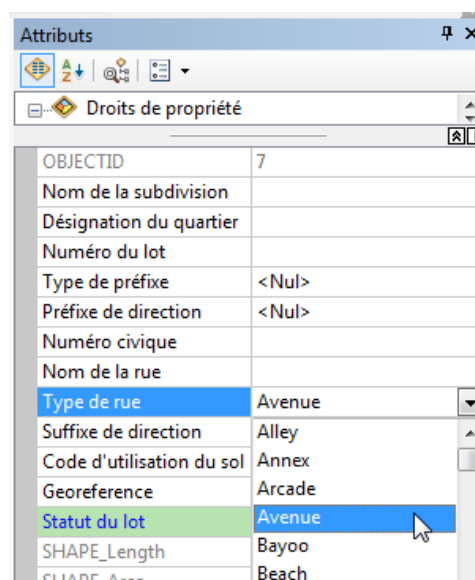 Attributs
Droits de propriété
OBJECTID 7
Nom de la subdivision
Désignation du quartier
Numéro du lot
Type de préfixe <Nul>
Préfixe de direction <Nul>
Numéro civique
Nom de la rue
Type de rue Avenue
Suffixe de direction Alley
Code d'utilisation du sol Annex
Georeference Arcade
Statut du lot Avenue
SHAPE_Length Bayoo
SHAPE_Area Beach